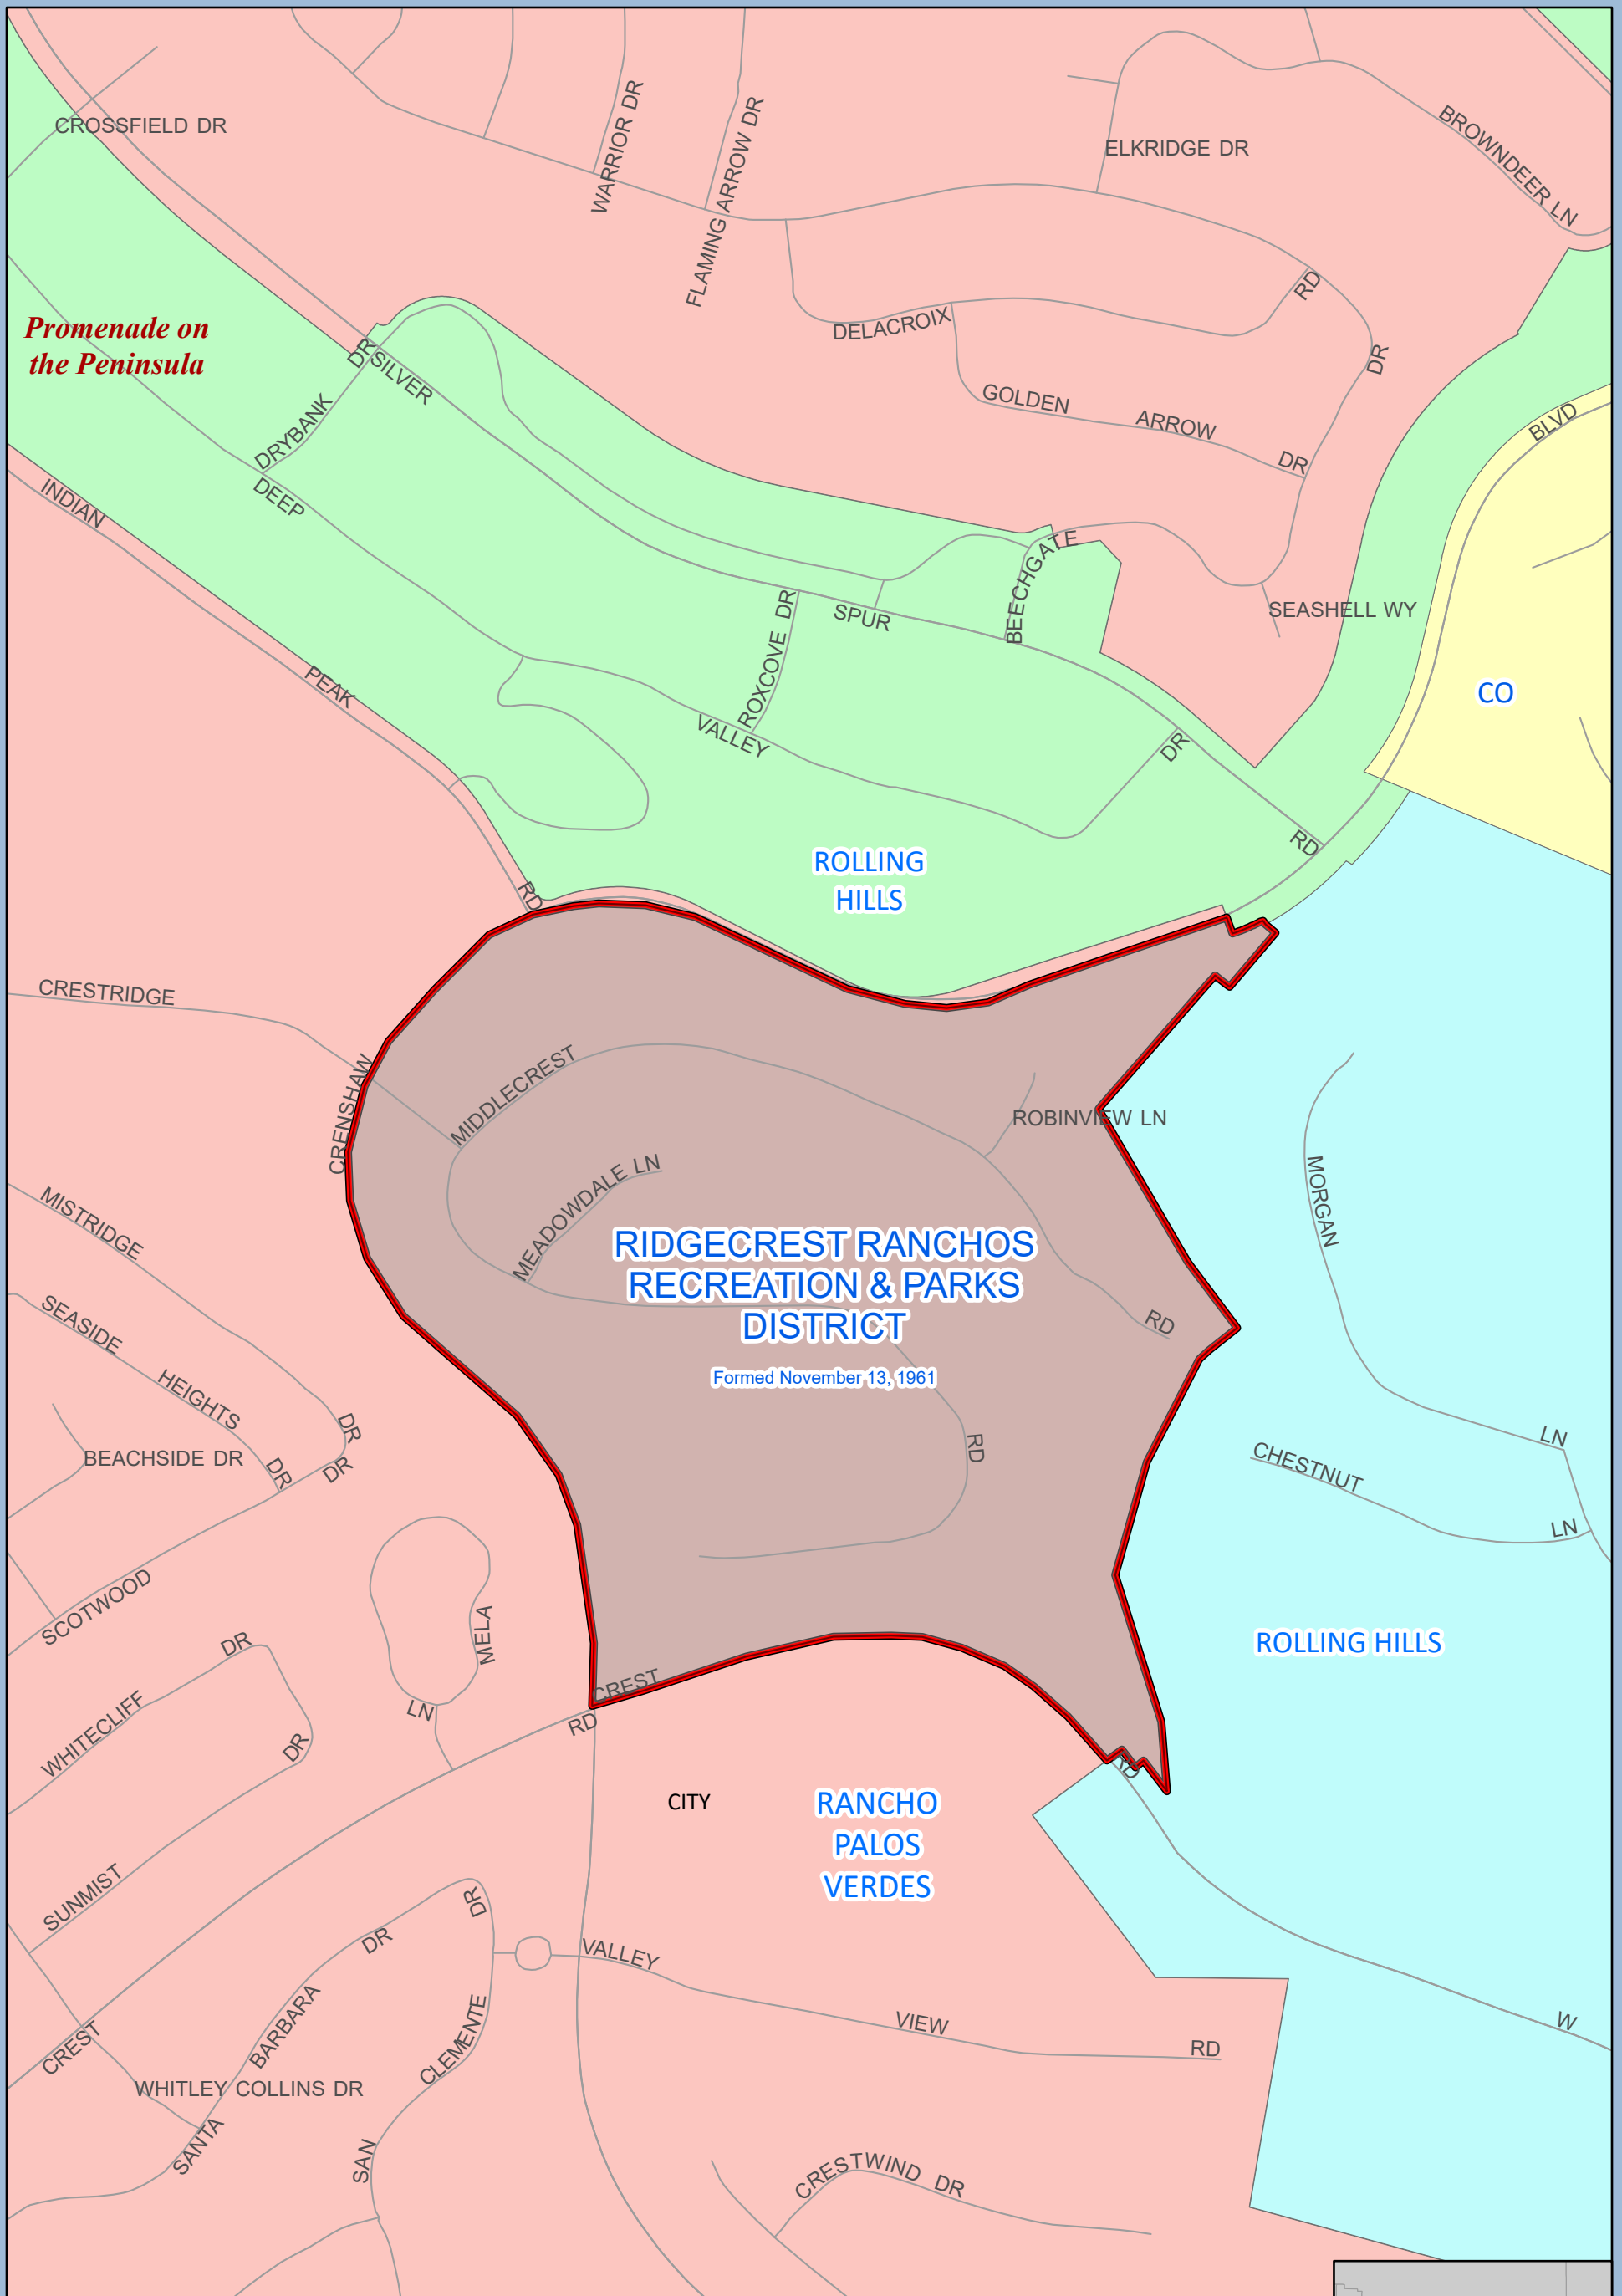 CROSSFIELD DR
WARRIOR DR
FLAMING ARROW DR
ELKRIDGE DR
BROWNDEER LN
RD
DELACROIX
DR
GOLDEN
ARROW
DR
BLVD
Promenade on
the Peninsula
DR
SILVER
DRYBANK
DEEP
INDIAN
PEAK
BEECHGATE
SPUR
ROXCOVE DR
VALLEY
DR
SEASHELL WY
CO
RD
ROLLING
HILLS
RD
CRESTRIDGE
CRENSHAW
MIDDLECREST
ROBINVIEW LN
MEADOWDALE LN
MORGAN
MISTRIDGE
RIDGECREST RANCHOS
RECREATION & PARKS
DISTRICT
Formed November 13, 1961
RD
SEASIDE
HEIGHTS
DR
BEACHSIDE DR
DR
DR
RD
LN
CHESTNUT
LN
SCOTWOOD
MELA
DR
ROLLING HILLS
WHITECLIFF
LN
CREST
RD
DR
RD
CITY
RANCHO
PALOS
VERDES
SUNMIST
DR
DR
VALLEY
BARBARA
CLEMENTE
VIEW
RD
W
CREST
WHITLEY COLLINS DR
SANTA
SAN
CRESTWIND DR